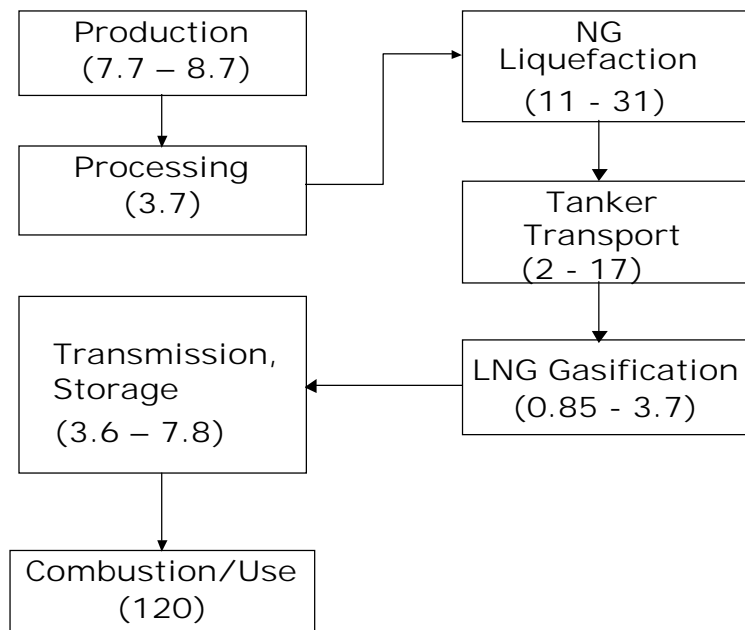 Production
(7.7 – 8.7)
Processing
(3.7)
NG
Liquefaction
(11 - 31)
Tanker
Transport
(2 - 17)
LNG Gasification
(0.85 - 3.7)
Transmission,
Storage
(3.6 – 7.8)
Combustion/Use
(120)